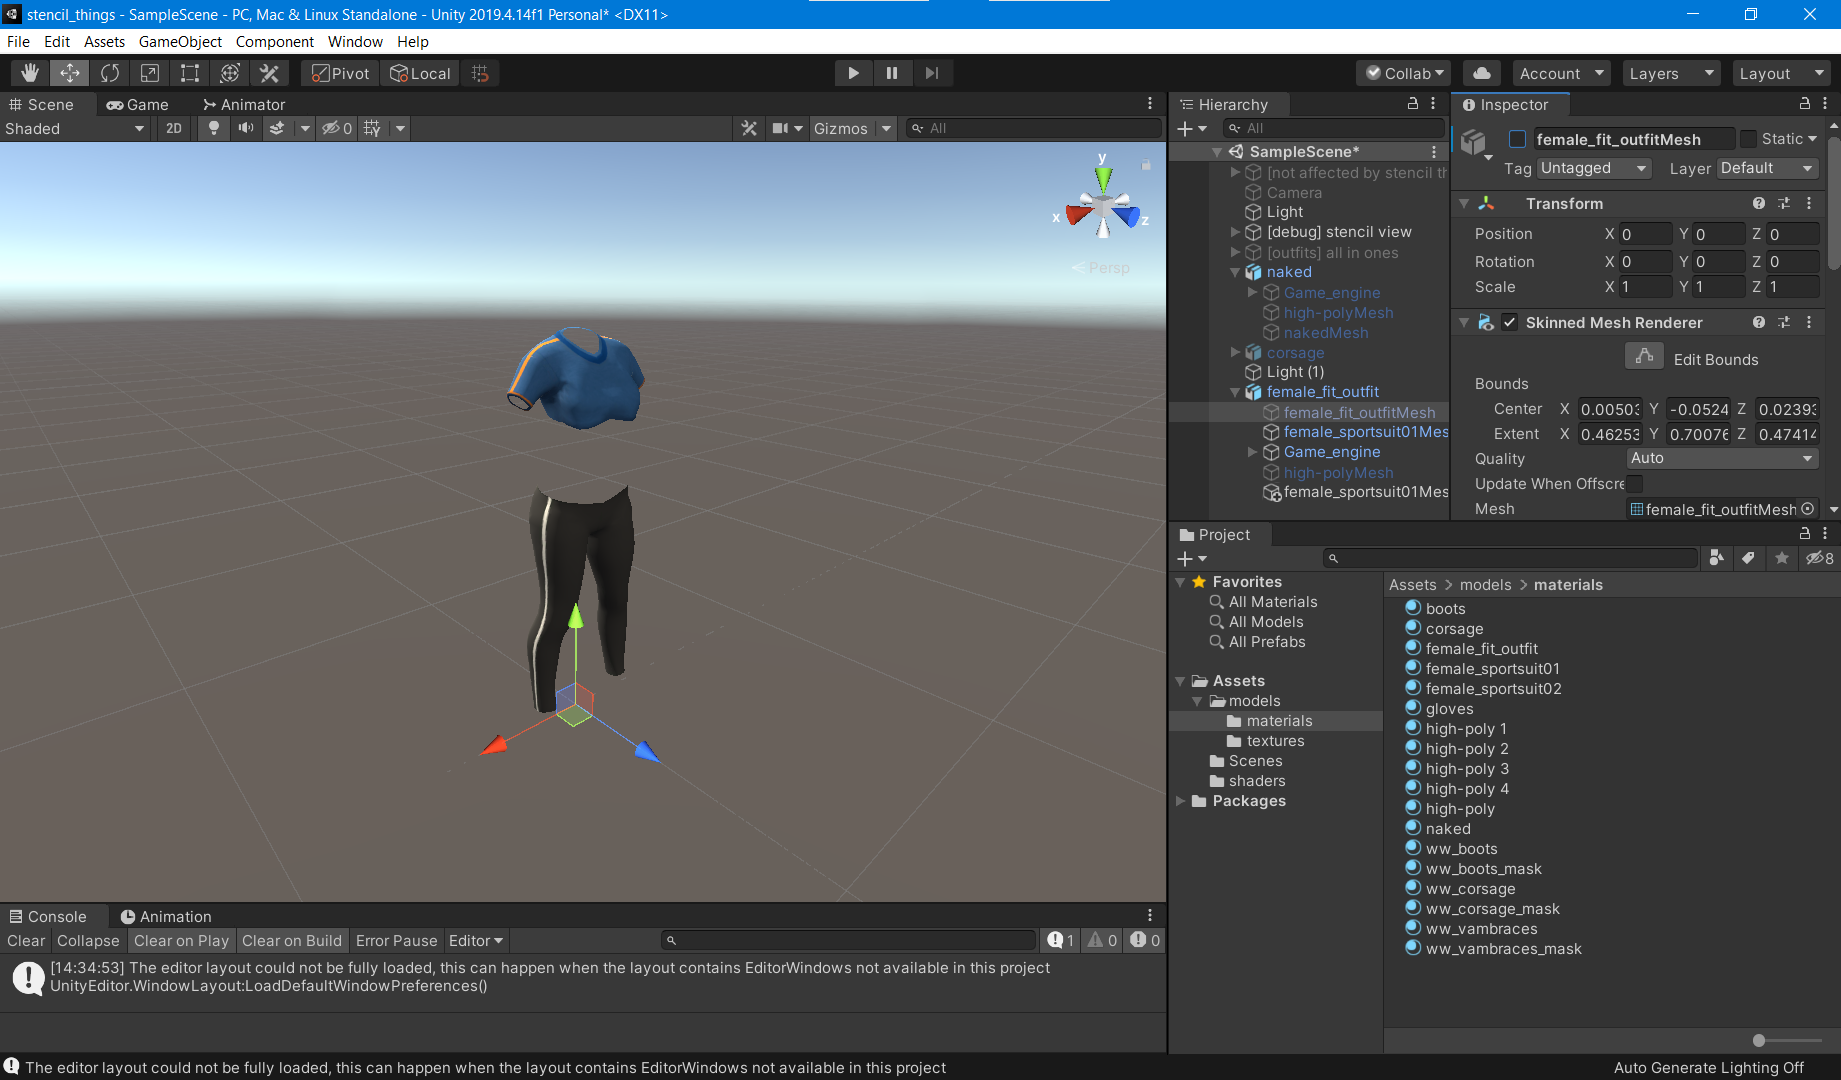 stencil_things - SampleScene - PC, Mac & Linux Standalone - Unity 2019.4.14f1 Personal* <DX11>
File Edit Assets GameObject Component Window Help
Pivot Local Collab Account Layers Layout
Scene Game Animator
Shaded 2D 0 Gizmos All
y
x
z
Persp
Hierarchy
All
SampleScene*
[not affected by stencil th
Camera
Light
[debug] stencil view
[outfits] all in ones
naked
Game_engine
high-polyMesh
nakedMesh
corsage
Light (1)
female_fit_outfit
female_fit_outfitMesh
female_sportsuit01Mes
Game_engine
high-polyMesh
female_sportsuit01Mes
Inspector
female_fit_outfitMesh Static
Tag Untagged Layer Default
Transform
Position X 0 Y 0 Z 0
Rotation X 0 Y 0 Z 0
Scale X 1 Y 1 Z 1
Skinned Mesh Renderer
Edit Bounds
Bounds
Center X 0.00503 Y -0.0524 Z 0.02393
Extent X 0.46253 Y 0.70076 Z 0.47414
Quality Auto
Update When Offscre
Mesh female_fit_outfitMesh
Project
8
Favorites
All Materials
All Models
All Prefabs
Assets
models
materials
textures
Scenes
shaders
Packages
Assets > models > materials
boots
corsage
female_fit_outfit
female_sportsuit01
female_sportsuit02
gloves
high-poly 1
high-poly 2
high-poly 3
high-poly 4
high-poly
naked
ww_boots
ww_boots_mask
ww_corsage
ww_corsage_mask
ww_vambraces
ww_vambraces_mask
Console Animation
Clear Collapse Clear on Play Clear on Build Error Pause Editor 1 0 0
[14:34:53] The editor layout could not be fully loaded, this can happen when the layout contains EditorWindows not available in this project
UnityEditor.WindowLayout:LoadDefaultWindowPreferences()
The editor layout could not be fully loaded, this can happen when the layout contains EditorWindows not available in this project
Auto Generate Lighting Off